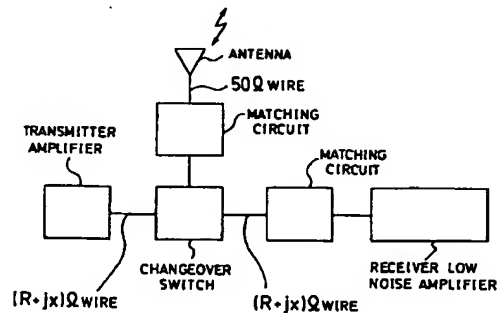 ANTENNA
50Ω WIRE
MATCHING
CIRCUIT
TRANSMITTER
AMPLIFIER
MATCHING
CIRCUIT
CHANGEOVER
SWITCH
RECEIVER LOW
NOISE AMPLIFIER
(R+jx)Ω WIRE
(R+jx)Ω WIRE